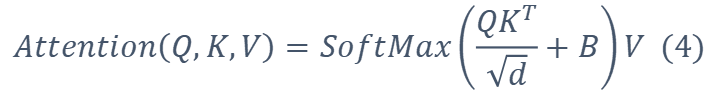 Attention(Q, K, V) = SoftMax(QK^T/√d + B)V (4)